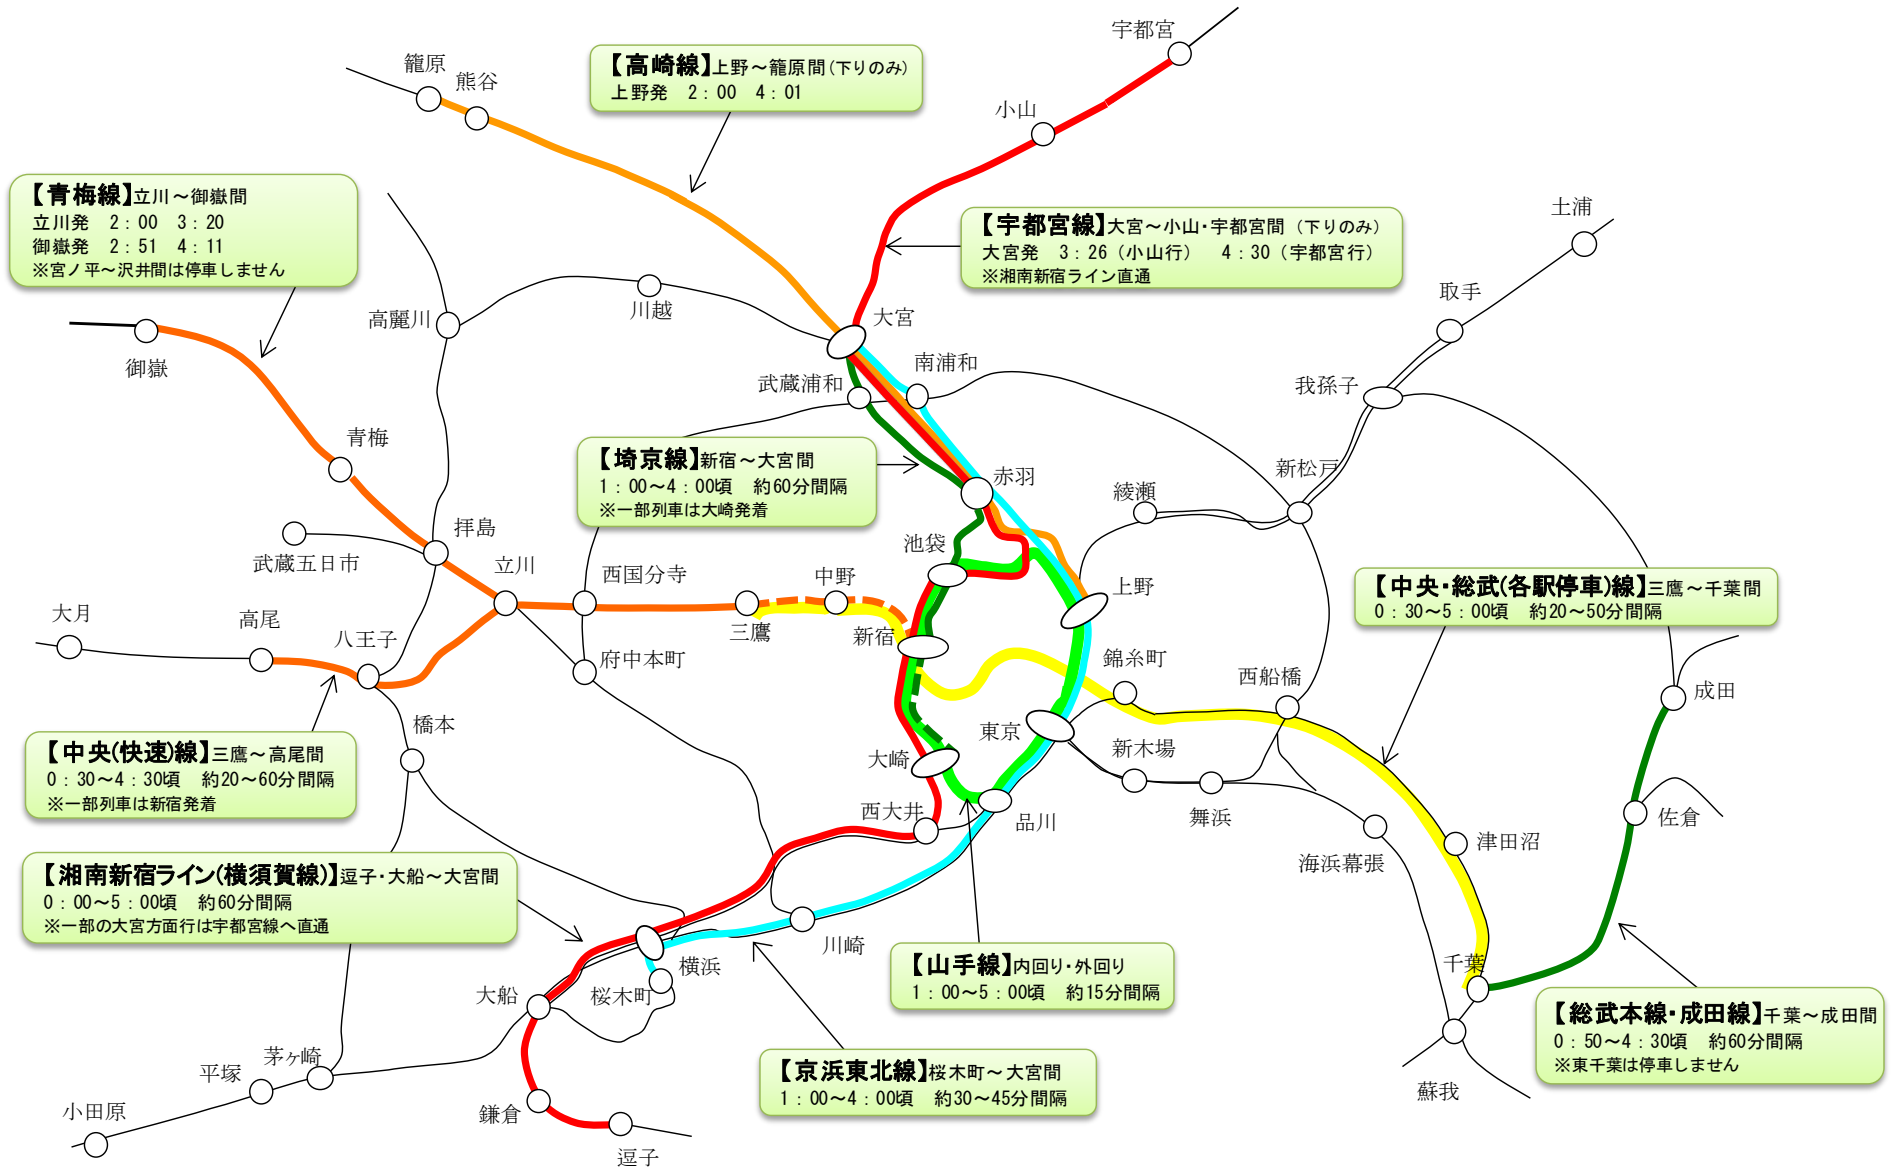 宇都宮
籠原
熊谷
【高崎線】上野～籠原間(下りのみ)
上野発　2：00　4：01
小山
【青梅線】立川～御嶽間
立川発　2：00　3：20
御嶽発　2：51　4：11
※宮ノ平～沢井間は停車しません
【宇都宮線】大宮～小山・宇都宮間（下りのみ）
大宮発　3：26（小山行）　4：30（宇都宮行）
※湘南新宿ライン直通
土浦
取手
高麗川
川越
大宮
御嶽
南浦和
武蔵浦和
我孫子
青梅
【埼京線】新宿～大宮間
1：00～4：00頃　約60分間隔
※一部列車は大崎発着
赤羽
新松戸
綾瀬
拝島
武蔵五日市
立川
西国分寺
中野
池袋
上野
【中央・総武(各駅停車)線】三鷹～千葉間
0：30～5：00頃　約20～50分間隔
大月
高尾
八王子
三鷹
新宿
府中本町
錦糸町
西船橋
成田
橋本
東京
新木場
大崎
【中央(快速)線】三鷹～高尾間
0：30～4：30頃　約20～60分間隔
※一部列車は新宿発着
西大井
品川
舞浜
佐倉
津田沼
海浜幕張
【湘南新宿ライン(横須賀線)】逗子・大船～大宮間
0：00～5：00頃　約60分間隔
※一部の大宮方面行は宇都宮線へ直通
川崎
横浜
【山手線】内回り・外回り
1：00～5：00頃　約15分間隔
千葉
大船
桜木町
【総武本線・成田線】千葉～成田間
0：50～4：30頃　約60分間隔
※東千葉は停車しません
茅ヶ崎
平塚
【京浜東北線】桜木町～大宮間
1：00～4：00頃　約30～45分間隔
蘇我
小田原
鎌倉
逗子